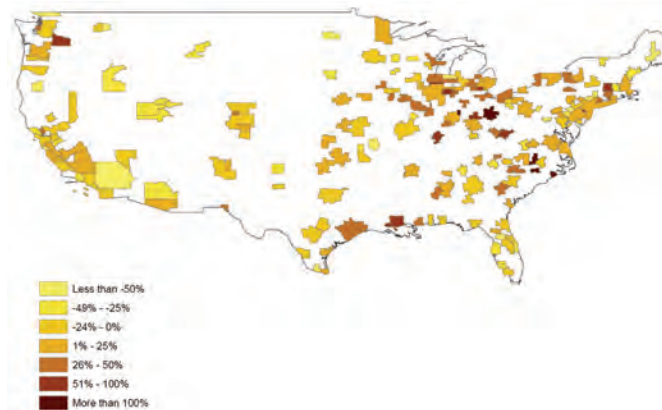 Less than -50%
-49% - -25%
-24% - 0%
1% - 25%
26% - 50%
51% - 100%
More than 100%